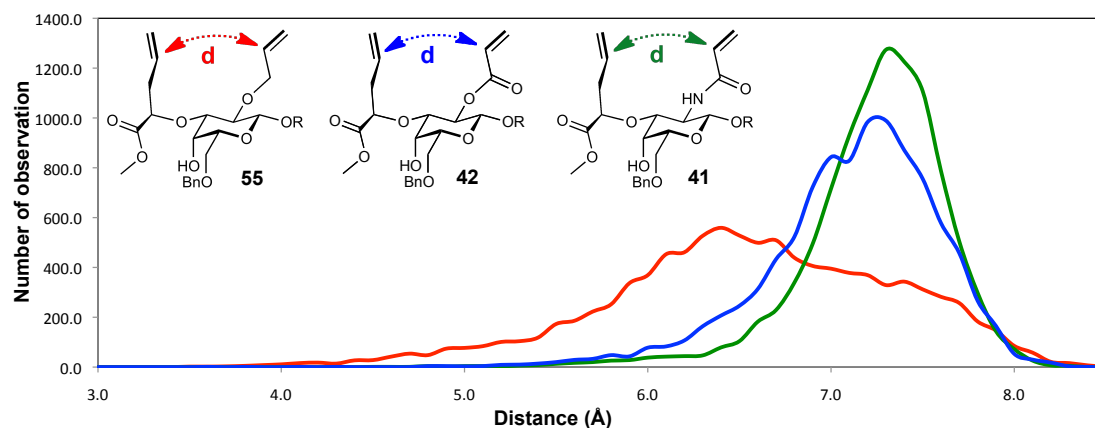 1400.0
1200.0
1000.0
800.0
600.0
400.0
200.0
0.0
Number of observation
3.0 4.0 5.0 6.0 7.0 8.0
Distance (Å)
d
O
O
O
O
O
OR
HO
BnO
55
d
O
O
O
O
O
O
OR
HO
BnO
42
d
O
HN
O
O
O
O
OR
HO
BnO
41